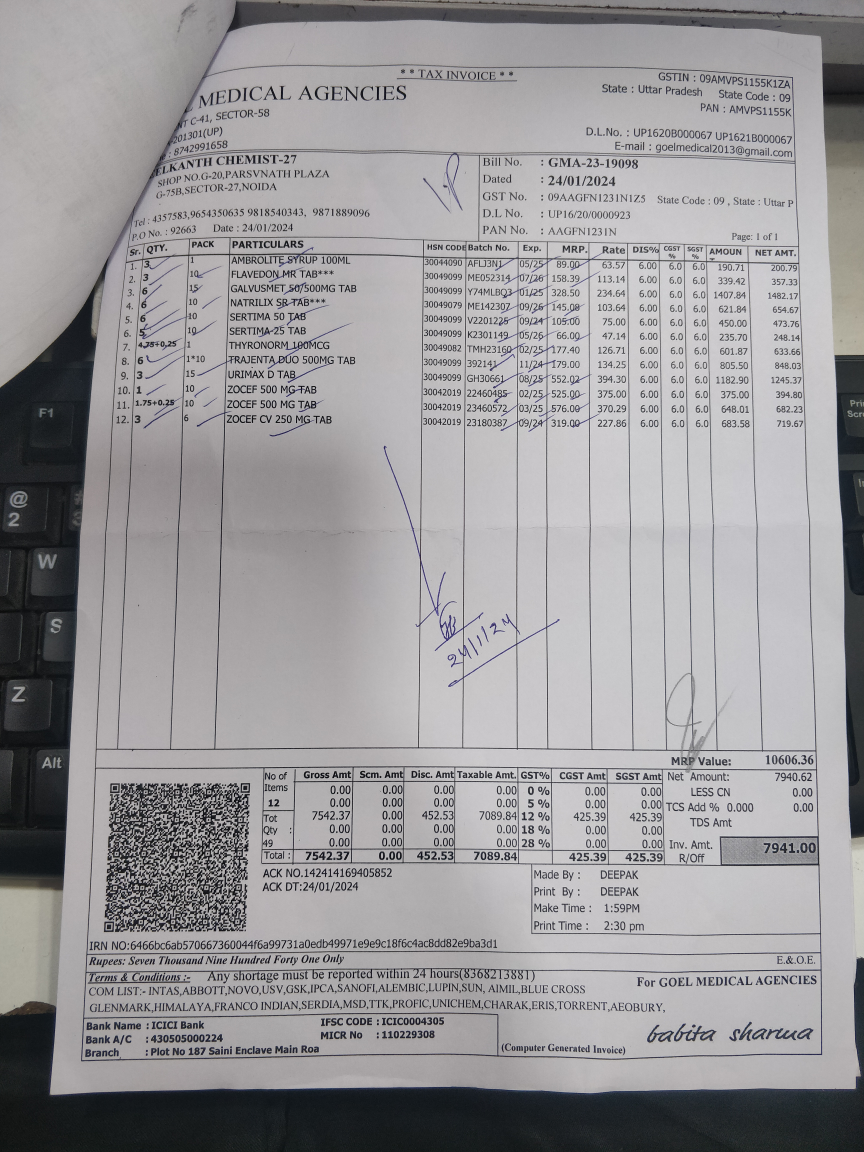 ** TAX INVOICE **
GSTIN : 09AMVPS1155K1ZA
State : Uttar Pradesh State Code : 09
PAN : AMVPS1155K
MEDICAL AGENCIES
C-41, SECTOR-58
201301(UP)
: 8742991658
D.L.No. : UP1620B000067 UP1621B000067
E-mail : goelmedical2013@gmail.com
ELKANTH CHEMIST-27
SHOP NO.G-20,PARSVNATH PLAZA
G-75B,SECTOR-27,NOIDA
Tel : 4357583,9654350635 9818540343, 9871889096
P.O No. : 92663 Date : 24/01/2024
Bill No. : GMA-23-19098
Dated : 24/01/2024
GST No. : 09AAGFN1231N1Z5 State Code : 09 , State : Uttar P
D.L No. : UP16/20/0000923
PAN No. : AAGFN1231N
Page: 1 of 1
Sr. QTY. PACK PARTICULARS HSN CODE Batch No. Exp. MRP. Rate DIS% CGST % SGST % AMOUN NET AMT.
1. 3 1 AMBROLITE SYRUP 100ML 30044090 AFLJ3N1 05/25 89.00 63.57 6.00 6.0 6.0 190.71 200.79
2. 3 10 FLAVEDON MR TAB*** 30049099 ME052314 07/26 158.39 113.14 6.00 6.0 6.0 339.42 357.33
3. 6 15 GALVUSMET 50/500MG TAB 30049099 Y74MLBQ3 01/25 328.50 234.64 6.00 6.0 6.0 1407.84 1482.17
4. 6 10 NATRILIX SR TAB*** 30049079 ME142307 09/26 145.08 103.64 6.00 6.0 6.0 621.84 654.67
5. 6 10 SERTIMA 50 TAB 30049099 V2201225 09/24 105.00 75.00 6.00 6.0 6.0 450.00 473.76
6. 5 10 SERTIMA-25 TAB 30049099 K2301149 05/26 66.00 47.14 6.00 6.0 6.0 235.70 248.14
7. 4.75+0.25 1 THYRONORM 100MCG 30049082 TMH23160 02/25 177.40 126.71 6.00 6.0 6.0 601.87 633.66
8. 6 1*10 TRAJENTA DUO 500MG TAB 30049099 392141 11/24 179.00 134.25 6.00 6.0 6.0 805.50 848.03
9. 3 15 URIMAX D TAB 30049099 GH30661 08/25 552.02 394.30 6.00 6.0 6.0 1182.90 1245.37
10. 1 10 ZOCEF 500 MG TAB 30042019 22460485 02/25 525.00 375.00 6.00 6.0 6.0 375.00 394.80
11. 1.75+0.25 10 ZOCEF 500 MG TAB 30042019 23460572 03/25 576.00 370.29 6.00 6.0 6.0 648.01 682.23
12. 3 6 ZOCEF CV 250 MG TAB 30042019 23180387 09/24 319.00 227.86 6.00 6.0 6.0 683.58 719.67
24/1/24
MRP Value: 10606.36
No of Items 12 Tot Qty : 49
Gross Amt Scm. Amt Disc. Amt Taxable Amt. GST% CGST Amt SGST Amt
0.00 0.00 0.00 0.00 0 % 0.00 0.00
0.00 0.00 0.00 0.00 5 % 0.00 0.00
7542.37 0.00 452.53 7089.84 12 % 425.39 425.39
0.00 0.00 0.00 0.00 18 % 0.00 0.00
0.00 0.00 0.00 0.00 28 % 0.00 0.00
Total : 7542.37 0.00 452.53 7089.84 425.39 425.39
Net Amount: 7940.62
LESS CN 0.00
TCS Add % 0.000 0.00
TDS Amt
Inv. Amt. 7941.00
R/Off
ACK NO.142414169405852
ACK DT:24/01/2024
Made By : DEEPAK
Print By : DEEPAK
Make Time : 1:59PM
Print Time : 2:30 pm
IRN NO:6466bc6ab570667360044f6a99731a0edb49971e9e9c18f6c4ac8dd82e9ba3d1
Rupees: Seven Thousand Nine Hundred Forty One Only
E.&O.E.
Terms & Conditions :- Any shortage must be reported within 24 hours(8368213881)
COM LIST:- INTAS,ABBOTT,NOVO,USV,GSK,IPCA,SANOFI,ALEMBIC,LUPIN,SUN, AIMIL,BLUE CROSS
GLENMARK,HIMALAYA,FRANCO INDIAN,SERDIA,MSD,TTK,PROFIC,UNICHEM,CHARAK,ERIS,TORRENT,AEOBURY,
For GOEL MEDICAL AGENCIES
Bank Name : ICICI Bank IFSC CODE : ICIC0004305
Bank A/C : 430505000224 MICR No : 110229308
Branch : Plot No 187 Saini Enclave Main Roa
(Computer Generated Invoice)
babita sharma
F1
@
2
W
S
Z
Alt